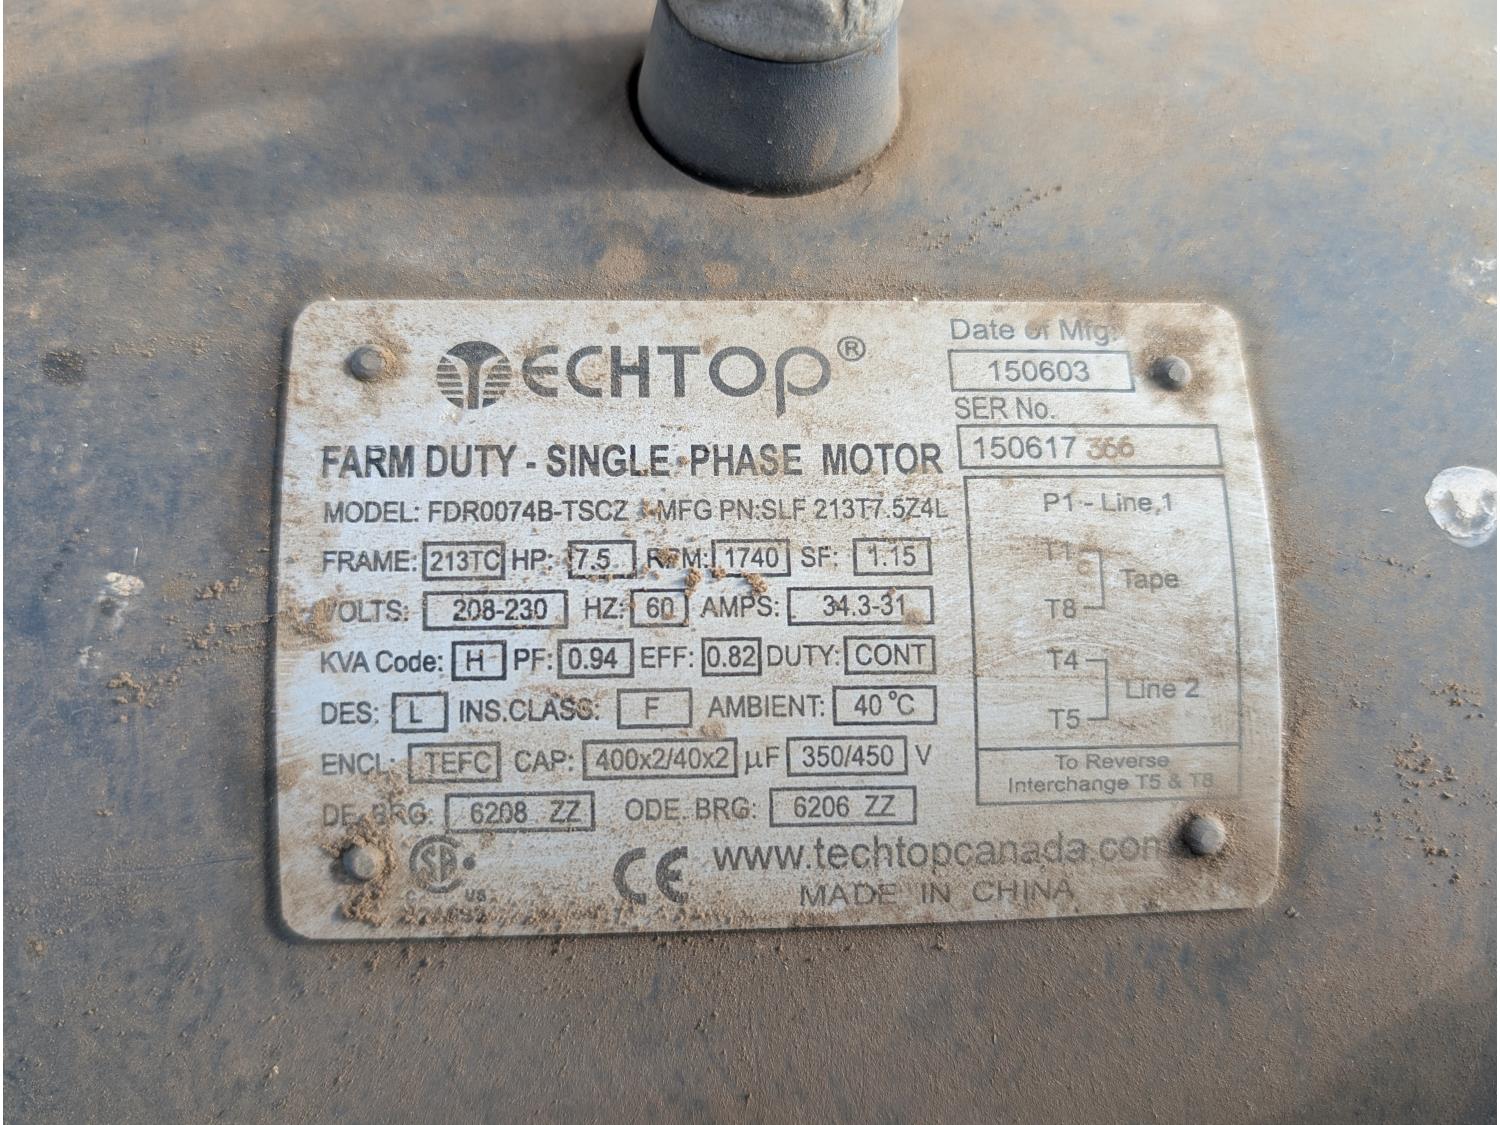 TECHTOP®
Date of Mfg:
150603
SER No.
150617 366
FARM DUTY - SINGLE PHASE MOTOR
MODEL: FDR0074B-TSCZ MFG PN:SLF 213T7.5Z4L
FRAME: 213TC HP: 7.5 RPM: 1740 SF: 1.15
VOLTS: 208-230 HZ: 60 AMPS: 34.3-31
KVA Code: H PF: 0.94 EFF: 0.82 DUTY: CONT
DES: L INS.CLASS: F AMBIENT: 40 °C
ENCL: TEFC CAP: 400x2/40x2 µF 350/450 V
DE. BRG: 6208 ZZ ODE. BRG: 6206 ZZ
P1 - Line,1
T1
Tape
T8
T4
Line 2
T5
To Reverse
Interchange T5 & T8
C US
CE www.techtopcanada.com
MADE IN CHINA